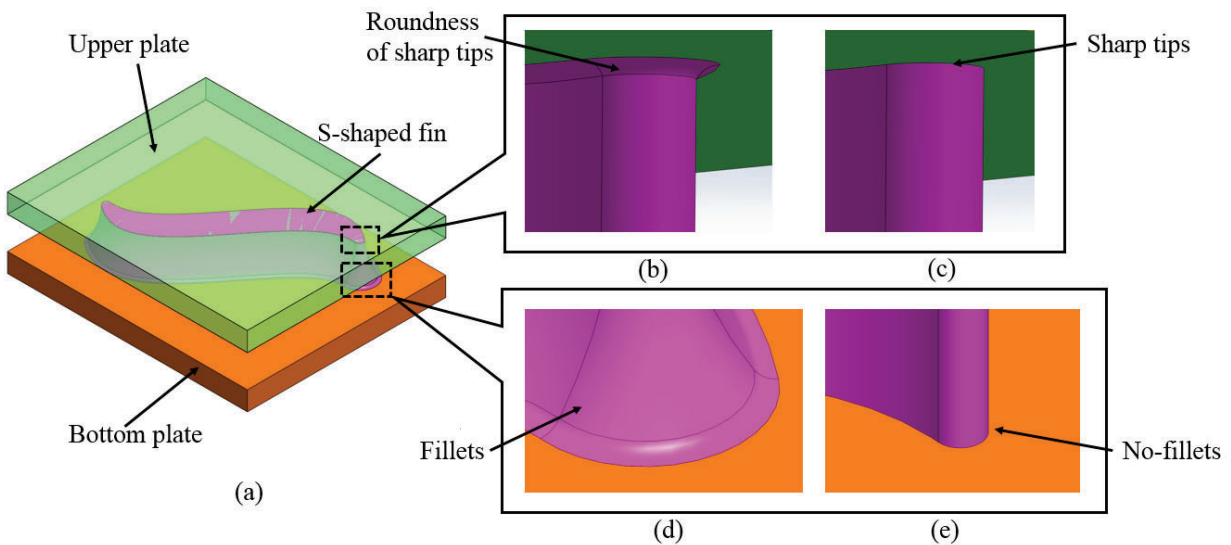 Upper plate
S-shaped fin
Bottom plate
(a)
Roundness
of sharp tips
Sharp tips
(b)
(c)
Fillets
No-fillets
(d)
(e)